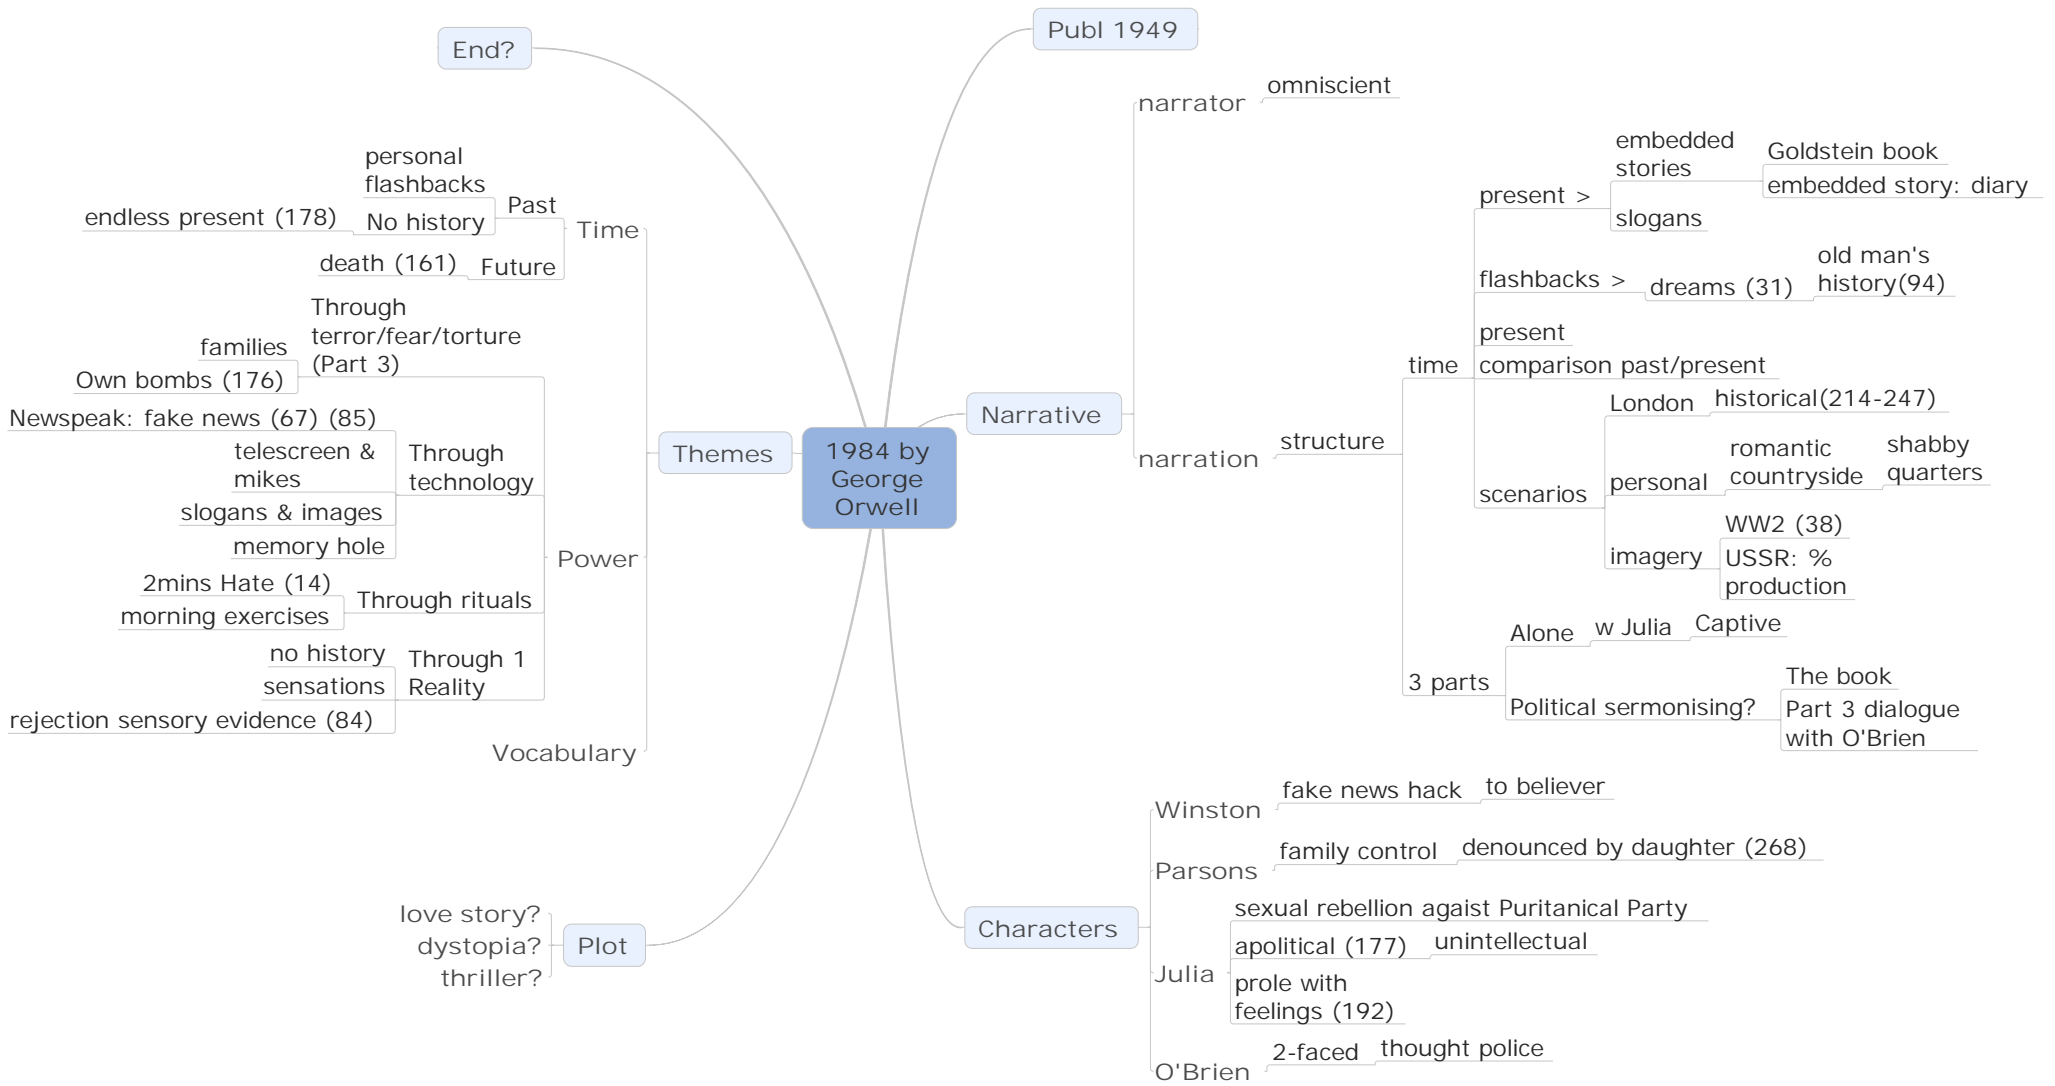 End?
Publ 1949
1984 by
George
Orwell
narrator
omniscient
Narrative
narration
structure
time
present >
embedded
stories
Goldstein book
embedded story: diary
slogans
flashbacks >
dreams (31)
old man's
history(94)
present
comparison past/present
scenarios
London
historical(214-247)
personal
romantic
countryside
shabby
quarters
imagery
WW2 (38)
USSR: %
production
3 parts
Alone
w Julia
Captive
Political sermonising?
The book
Part 3 dialogue
with O'Brien
Characters
Winston
fake news hack
to believer
Parsons
family control
denounced by daughter (268)
Julia
sexual rebellion agaist Puritanical Party
apolitical (177)
unintellectual
prole with
feelings (192)
O'Brien
2-faced
thought police
Themes
Time
Past
personal
flashbacks
No history
endless present (178)
Future
death (161)
Power
Through
terror/fear/torture
(Part 3)
families
Own bombs (176)
Through
technology
Newspeak: fake news (67) (85)
telescreen &
mikes
slogans & images
memory hole
Through rituals
2mins Hate (14)
morning exercises
Through 1
Reality
no history
sensations
rejection sensory evidence (84)
Vocabulary
Plot
love story?
dystopia?
thriller?